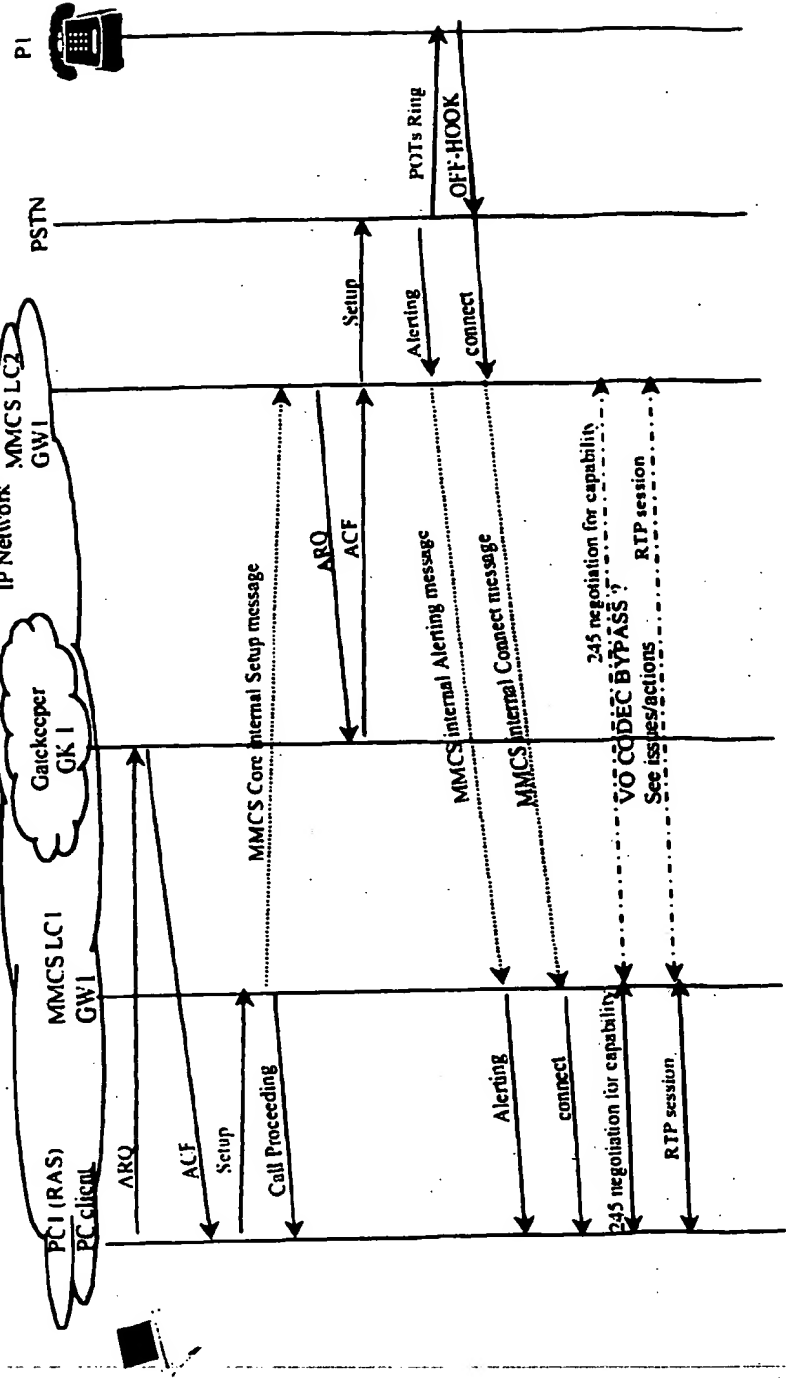 PC1 (RAS)
PC client
MMCS LC1
GW1
Gatekeeper
GK 1
IP Network
MMCS LC2
GW1
PSTN
P1
ARQ
ACF
Setup
Call Proceeding
MMCS Core internal Setup message
ARQ
ACF
Setup
Alerting
POTs Ring
OFF-HOOK
connect
MMCS internal Alerting message
MMCS internal Connect message
Alerting
connect
245 negotiation for capability
245 negotiation for capability
VO CODEC BYPASS ?
See issues/actions
RTP session
RTP session